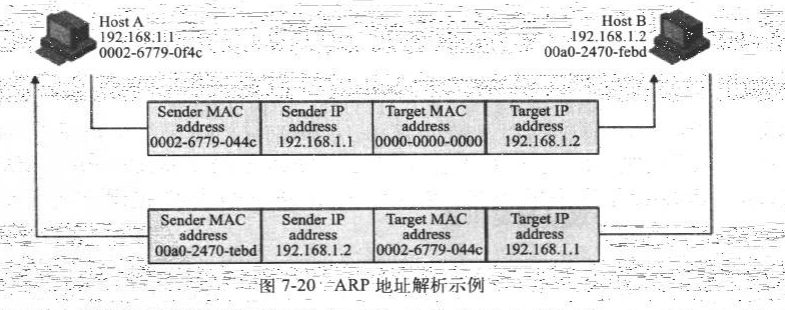 Host A
192.168.1.1
0002-6779-0f4c
Host B
192.168.1.2
00a0-2470-febd
Sender MAC address 0002-6779-044c
Sender IP address 192.168.1.1
Target MAC address 0000-0000-0000
Target IP address 192.168.1.2
Sender MAC address 00a0-2470-tebd
Sender IP address 192.168.1.2
Target MAC address 0002-6779-044c
Target IP address 192.168.1.1
图 7-20 ARP 地址解析示例